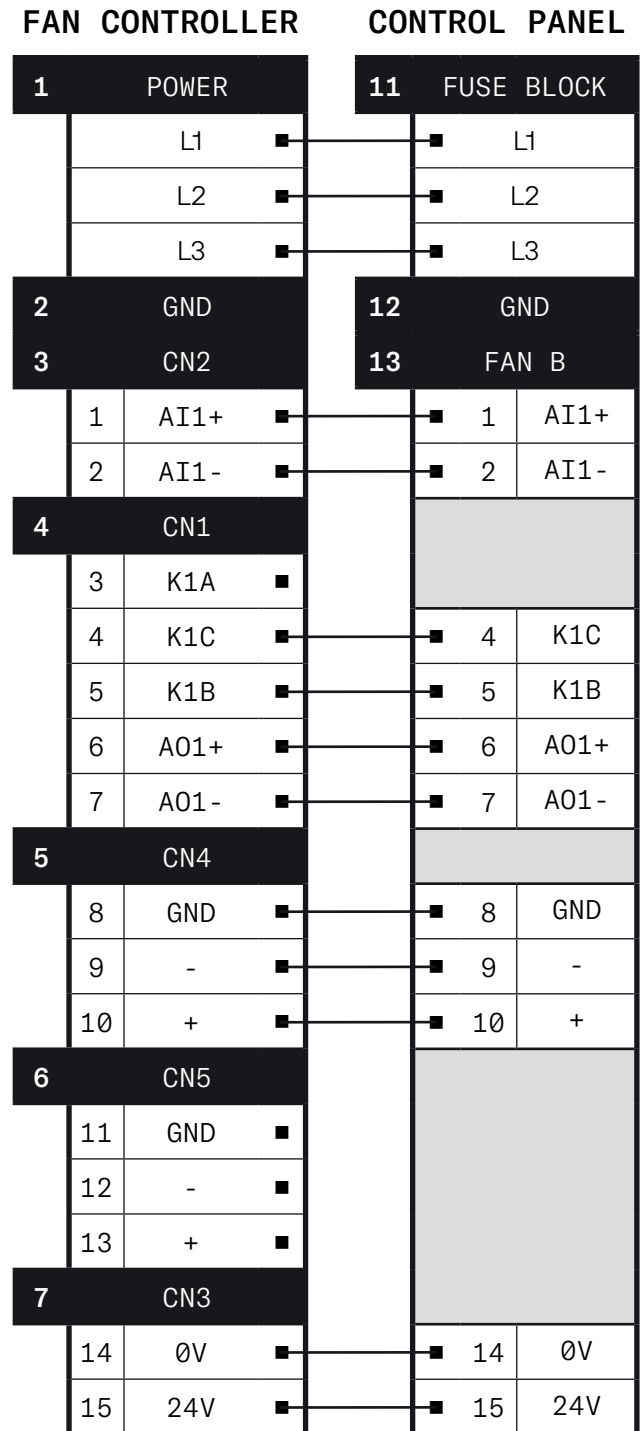 FAN CONTROLLER CONTROL PANEL
1 POWER 11 FUSE BLOCK
L1 L1
L2 L2
L3 L3
2 GND 12 GND
3 CN2 13 FAN B
1 AI1+ 1 AI1+
2 AI1- 2 AI1-
4 CN1
3 K1A
4 K1C 4 K1C
5 K1B 5 K1B
6 AO1+ 6 AO1+
7 AO1- 7 AO1-
5 CN4
8 GND 8 GND
9 - 9 -
10 + 10 +
6 CN5
11 GND
12 -
13 +
7 CN3
14 0V 14 0V
15 24V 15 24V